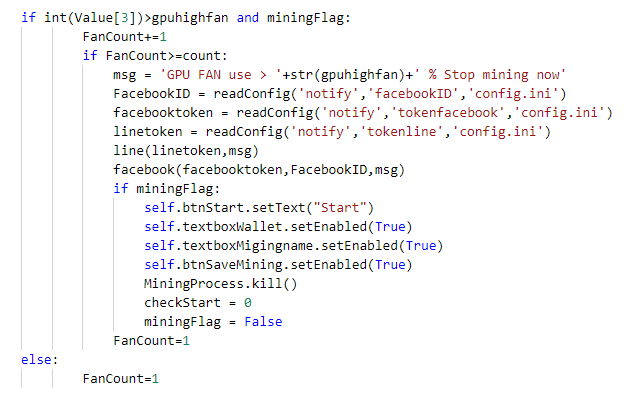 if int(Value[3])>gpuhighfan and miningFlag:
        FanCount+=1
        if FanCount>=count:
            msg = 'GPU FAN use > '+str(gpuhighfan)+' % Stop mining now'
            FacebookID = readConfig('notify','facebookID','config.ini')
            facebooktoken = readConfig('notify','tokenfacebook','config.ini')
            linetoken = readConfig('notify','tokenline','config.ini')
            line(linetoken,msg)
            facebook(facebooktoken,FacebookID,msg)
            if miningFlag:
                self.btnStart.setText("Start")
                self.textboxWallet.setEnabled(True)
                self.textboxMigingname.setEnabled(True)
                self.btnSaveMining.setEnabled(True)
                MiningProcess.kill()
                checkStart = 0
                miningFlag = False
            FanCount=1
else:
        FanCount=1